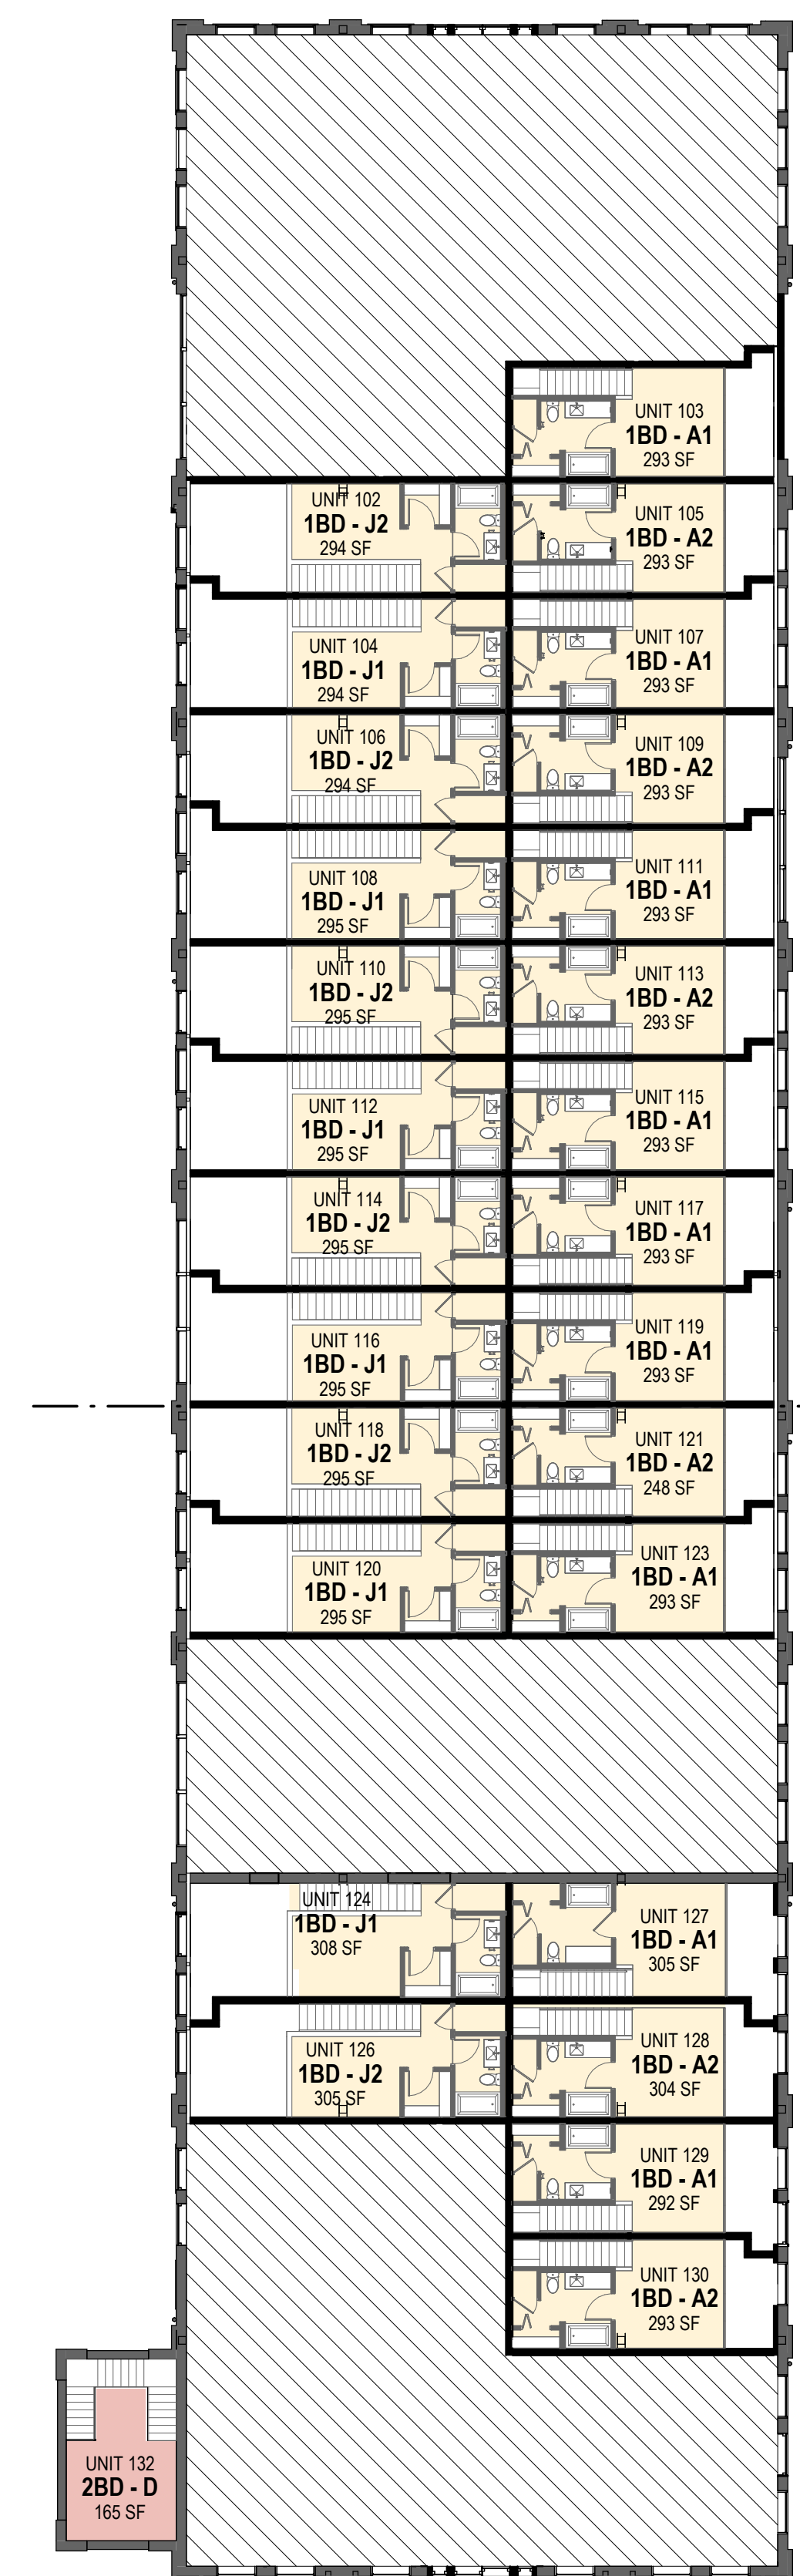 UNIT 103
1BD - A1
293 SF
UNIT 102
1BD - J2
294 SF
UNIT 105
1BD - A2
293 SF
UNIT 104
1BD - J1
294 SF
UNIT 107
1BD - A1
293 SF
UNIT 106
1BD - J2
294 SF
UNIT 109
1BD - A2
293 SF
UNIT 108
1BD - J1
295 SF
UNIT 111
1BD - A1
293 SF
UNIT 110
1BD - J2
295 SF
UNIT 113
1BD - A2
293 SF
UNIT 112
1BD - J1
295 SF
UNIT 115
1BD - A1
293 SF
UNIT 114
1BD - J2
295 SF
UNIT 117
1BD - A1
293 SF
UNIT 116
1BD - J1
295 SF
UNIT 119
1BD - A1
293 SF
UNIT 118
1BD - J2
295 SF
UNIT 121
1BD - A2
248 SF
UNIT 120
1BD - J1
295 SF
UNIT 123
1BD - A1
293 SF
UNIT 124
1BD - J1
308 SF
UNIT 127
1BD - A1
305 SF
UNIT 126
1BD - J2
305 SF
UNIT 128
1BD - A2
304 SF
UNIT 129
1BD - A1
292 SF
UNIT 130
1BD - A2
293 SF
UNIT 132
2BD - D
165 SF